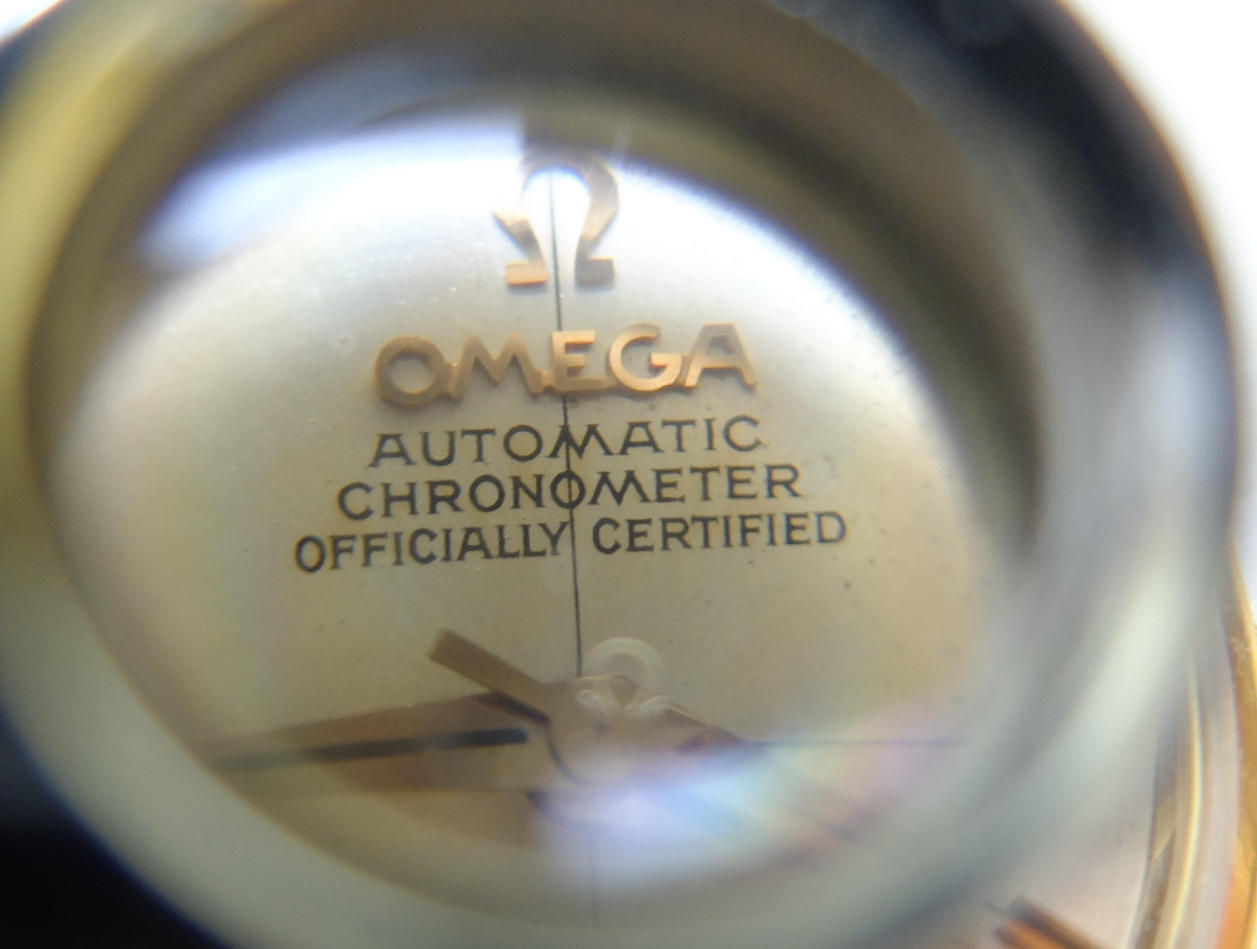 Ω
OMEGA
AUTOMATIC
CHRONOMETER
OFFICIALLY CERTIFIED